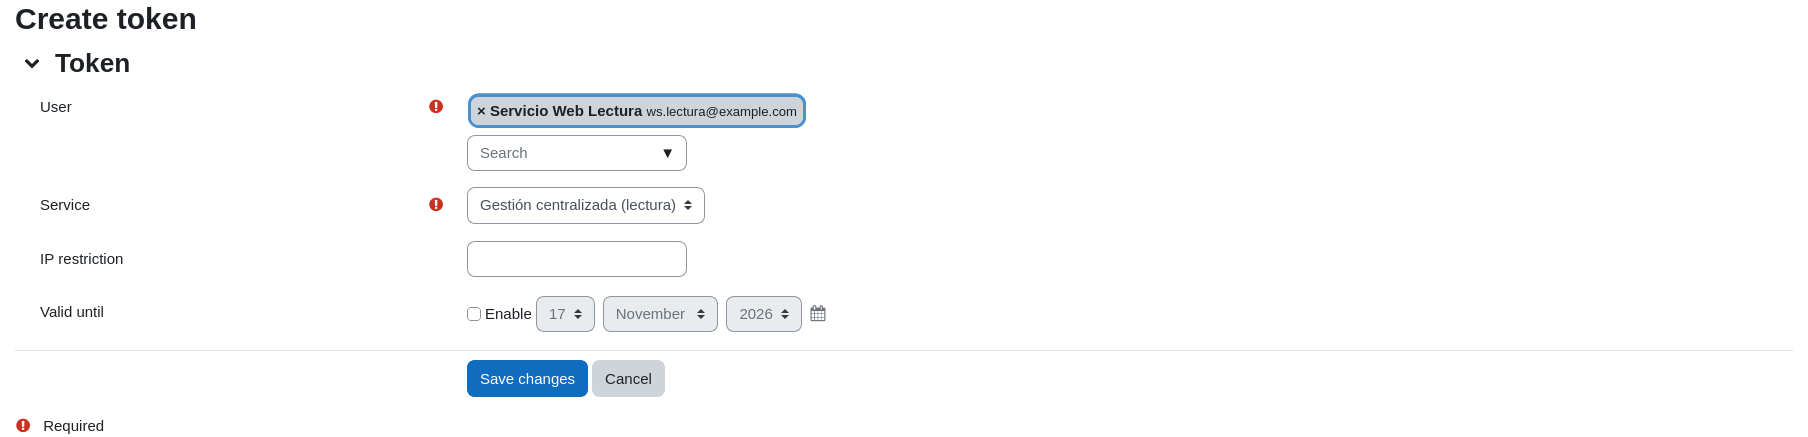 Create token
Token
User
× Servicio Web Lectura ws.lectura@example.com
Search ▼
Service
Gestión centralizada (lectura)
IP restriction
Valid until
Enable 17 November 2026
Save changes Cancel
Required